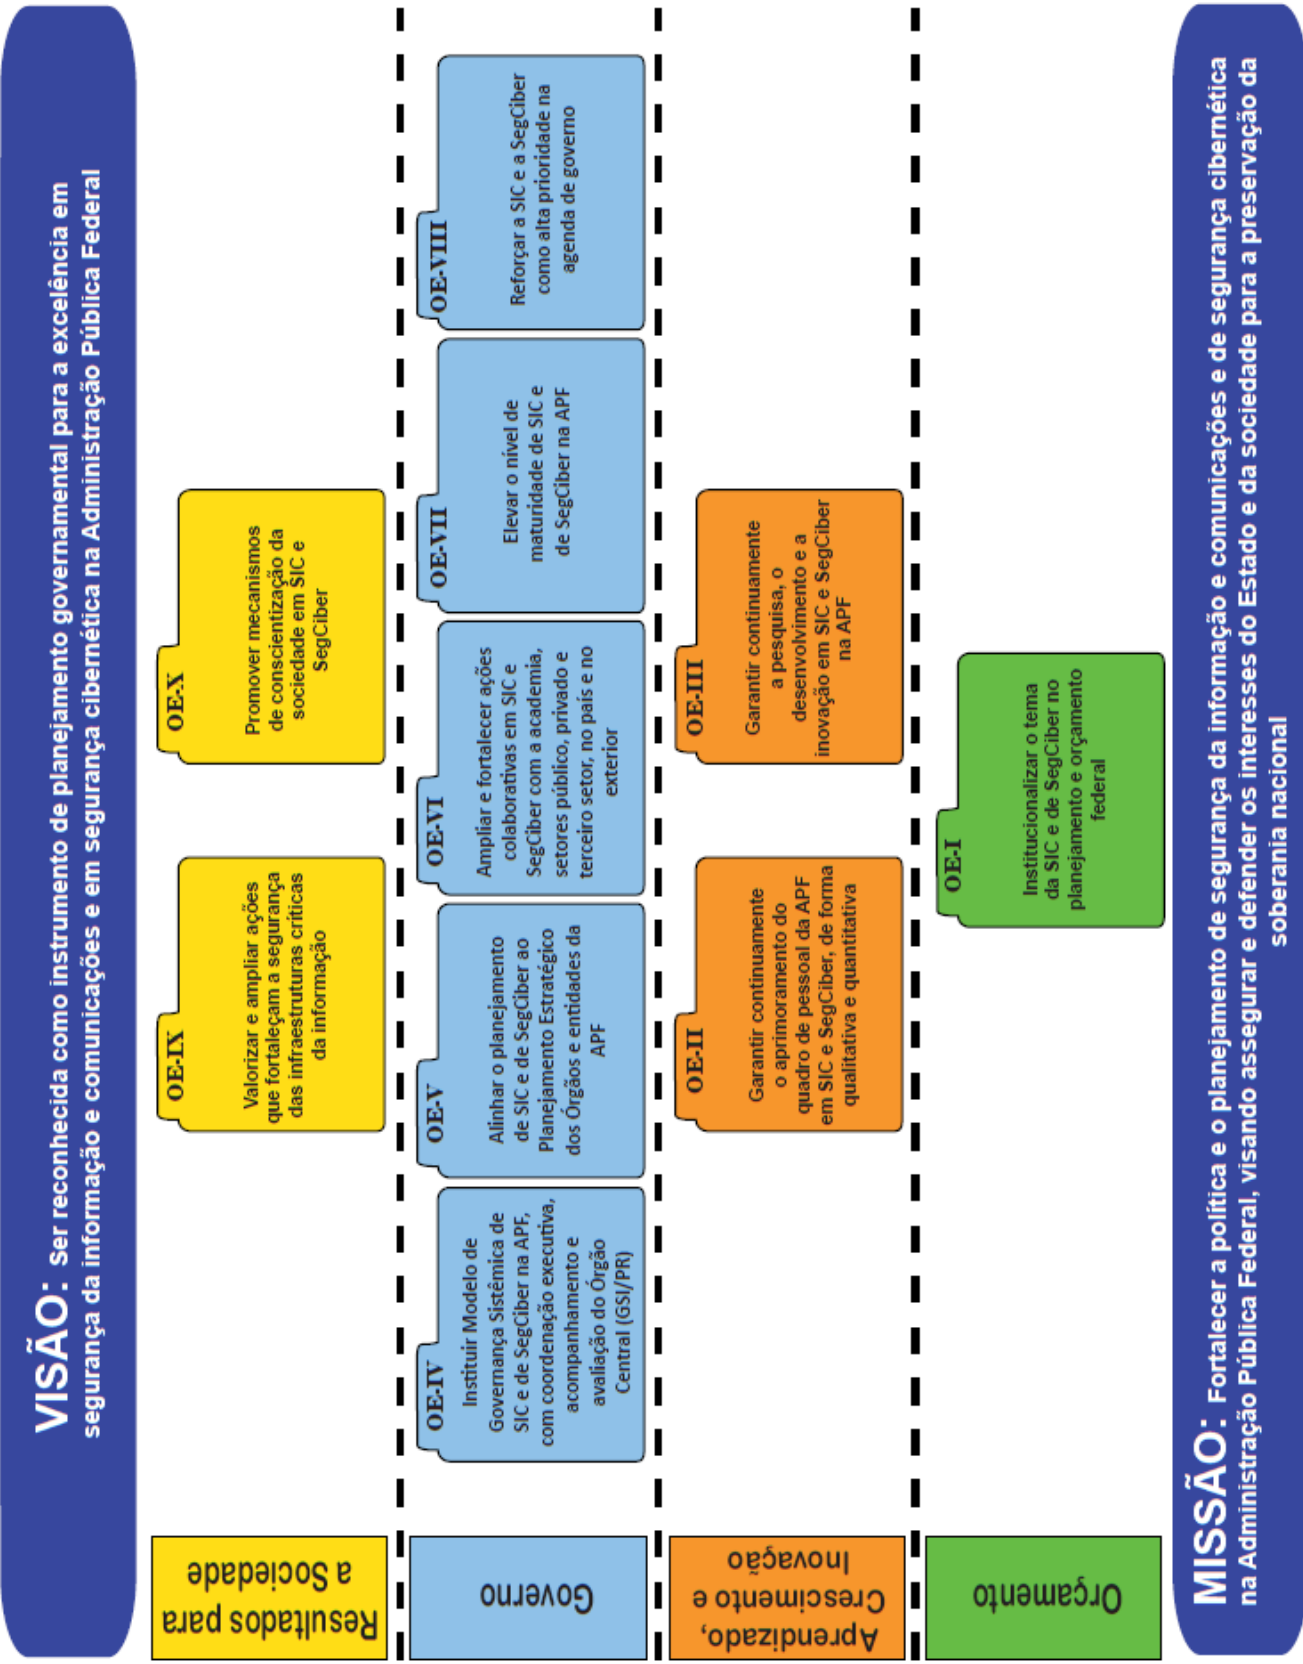 VISÃO: Ser reconhecida como instrumento de planejamento governamental para a excelência em
segurança da informação e comunicações e em segurança cibernética na Administração Pública Federal
Resultados para
a Sociedade
OE-IX
Valorizar e ampliar ações
que fortaleçam a segurança
das infraestruturas críticas
da informação
OE-X
Promover mecanismos
de conscientização da
sociedade em SIC e
SegCiber
Governo
OE-IV
Instituir Modelo de
Governança Sistêmica de
SIC e de SegCiber na APF,
com coordenação executiva,
acompanhamento e
avaliação do Órgão
Central (GSI/PR)
OE-V
Alinhar o planejamento
de SIC e de SegCiber ao
Planejamento Estratégico
dos Órgãos e entidades da
APF
OE-VI
Ampliar e fortalecer ações
colaborativas em SIC e
SegCiber com a academia,
setores público, privado e
terceiro setor, no país e no
exterior
OE-VII
Elevar o nível de
maturidade de SIC e
de SegCiber na APF
OE-VIII
Reforçar a SIC e a SegCiber
como alta prioridade na
agenda de governo
Aprendizado,
Crescimento e
Inovação
OE-II
Garantir continuamente
o aprimoramento do
quadro de pessoal da APF
em SIC e SegCiber, de forma
qualitativa e quantitativa
OE-III
Garantir continuamente
a pesquisa, o
desenvolvimento e a
inovação em SIC e SegCiber
na APF
Orçamento
OE-I
Institucionalizar o tema
da SIC e de SegCiber no
planejamento e orçamento
federal
MISSÃO: Fortalecer a política e o planejamento de segurança da informação e comunicações e de segurança cibernética
na Administração Pública Federal, visando assegurar e defender os interesses do Estado e da sociedade para a preservação da
soberania nacional